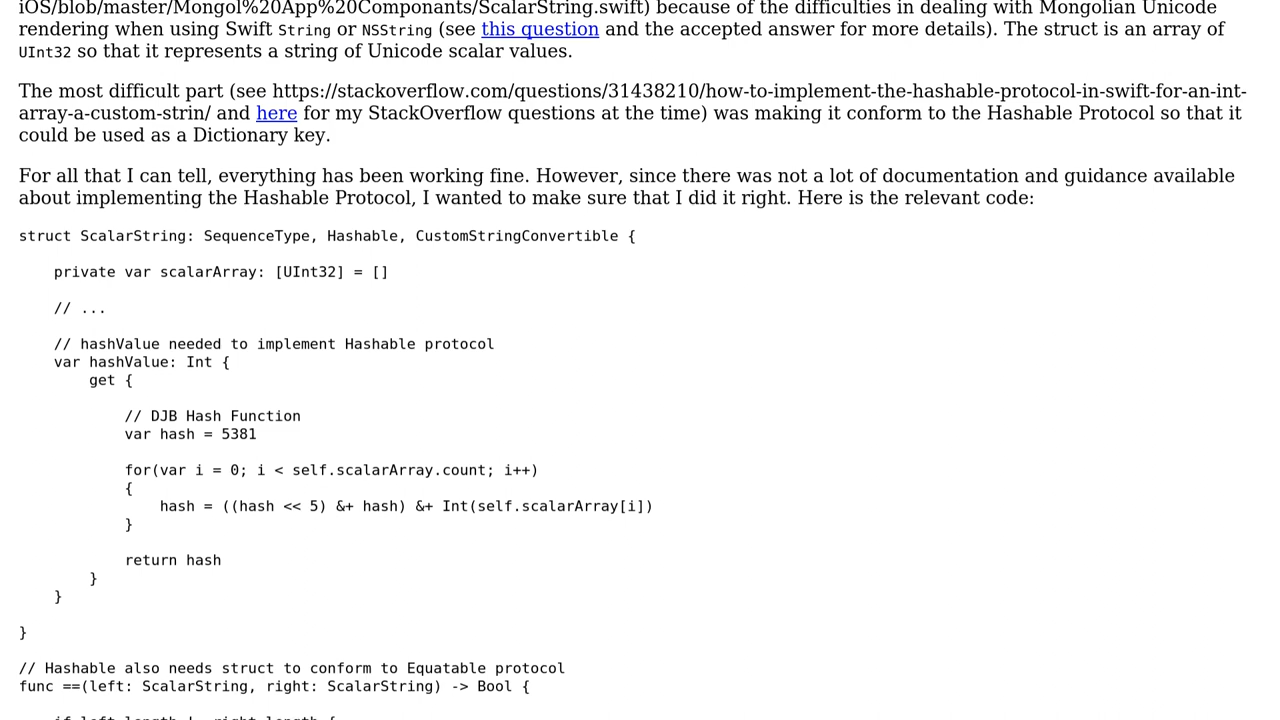 iOS/blob/master/Mongol%20App%20Componants/ScalarString.swift) because of the difficulties in dealing with Mongolian Unicode
rendering when using Swift String or NSString (see this question and the accepted answer for more details). The struct is an array of
UInt32 so that it represents a string of Unicode scalar values.
The most difficult part (see https://stackoverflow.com/questions/31438210/how-to-implement-the-hashable-protocol-in-swift-for-an-int-
array-a-custom-strin/ and here for my StackOverflow questions at the time) was making it conform to the Hashable Protocol so that it
could be used as a Dictionary key.
For all that I can tell, everything has been working fine. However, since there was not a lot of documentation and guidance available
about implementing the Hashable Protocol, I wanted to make sure that I did it right. Here is the relevant code:
struct ScalarString: SequenceType, Hashable, CustomStringConvertible {
    private var scalarArray: [UInt32] = []
    // ...
    // hashValue needed to implement Hashable protocol
    var hashValue: Int {
        get {
            // DJB Hash Function
            var hash = 5381
            for(var i = 0; i < self.scalarArray.count; i++)
            {
                hash = ((hash << 5) &+ hash) &+ Int(self.scalarArray[i])
            }
            return hash
        }
    }
}
// Hashable also needs struct to conform to Equatable protocol
func ==(left: ScalarString, right: ScalarString) -> Bool {